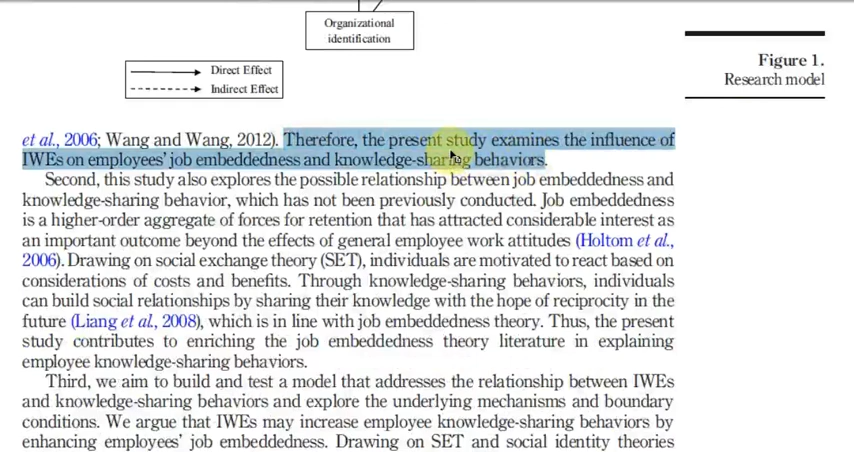 Organizational
identification
Direct Effect
Indirect Effect
Figure 1.
Research model
et al., 2006; Wang and Wang, 2012). Therefore, the present study examines the influence of
IWEs on employees' job embeddedness and knowledge-sharing behaviors.
Second, this study also explores the possible relationship between job embeddedness and
knowledge-sharing behavior, which has not been previously conducted. Job embeddedness
is a higher-order aggregate of forces for retention that has attracted considerable interest as
an important outcome beyond the effects of general employee work attitudes (Holtom et al.,
2006). Drawing on social exchange theory (SET), individuals are motivated to react based on
considerations of costs and benefits. Through knowledge-sharing behaviors, individuals
can build social relationships by sharing their knowledge with the hope of reciprocity in the
future (Liang et al., 2008), which is in line with job embeddedness theory. Thus, the present
study contributes to enriching the job embeddedness theory literature in explaining
employee knowledge-sharing behaviors.
Third, we aim to build and test a model that addresses the relationship between IWEs
and knowledge-sharing behaviors and explore the underlying mechanisms and boundary
conditions. We argue that IWEs may increase employee knowledge-sharing behaviors by
enhancing employees' job embeddedness. Drawing on SET and social identity theories